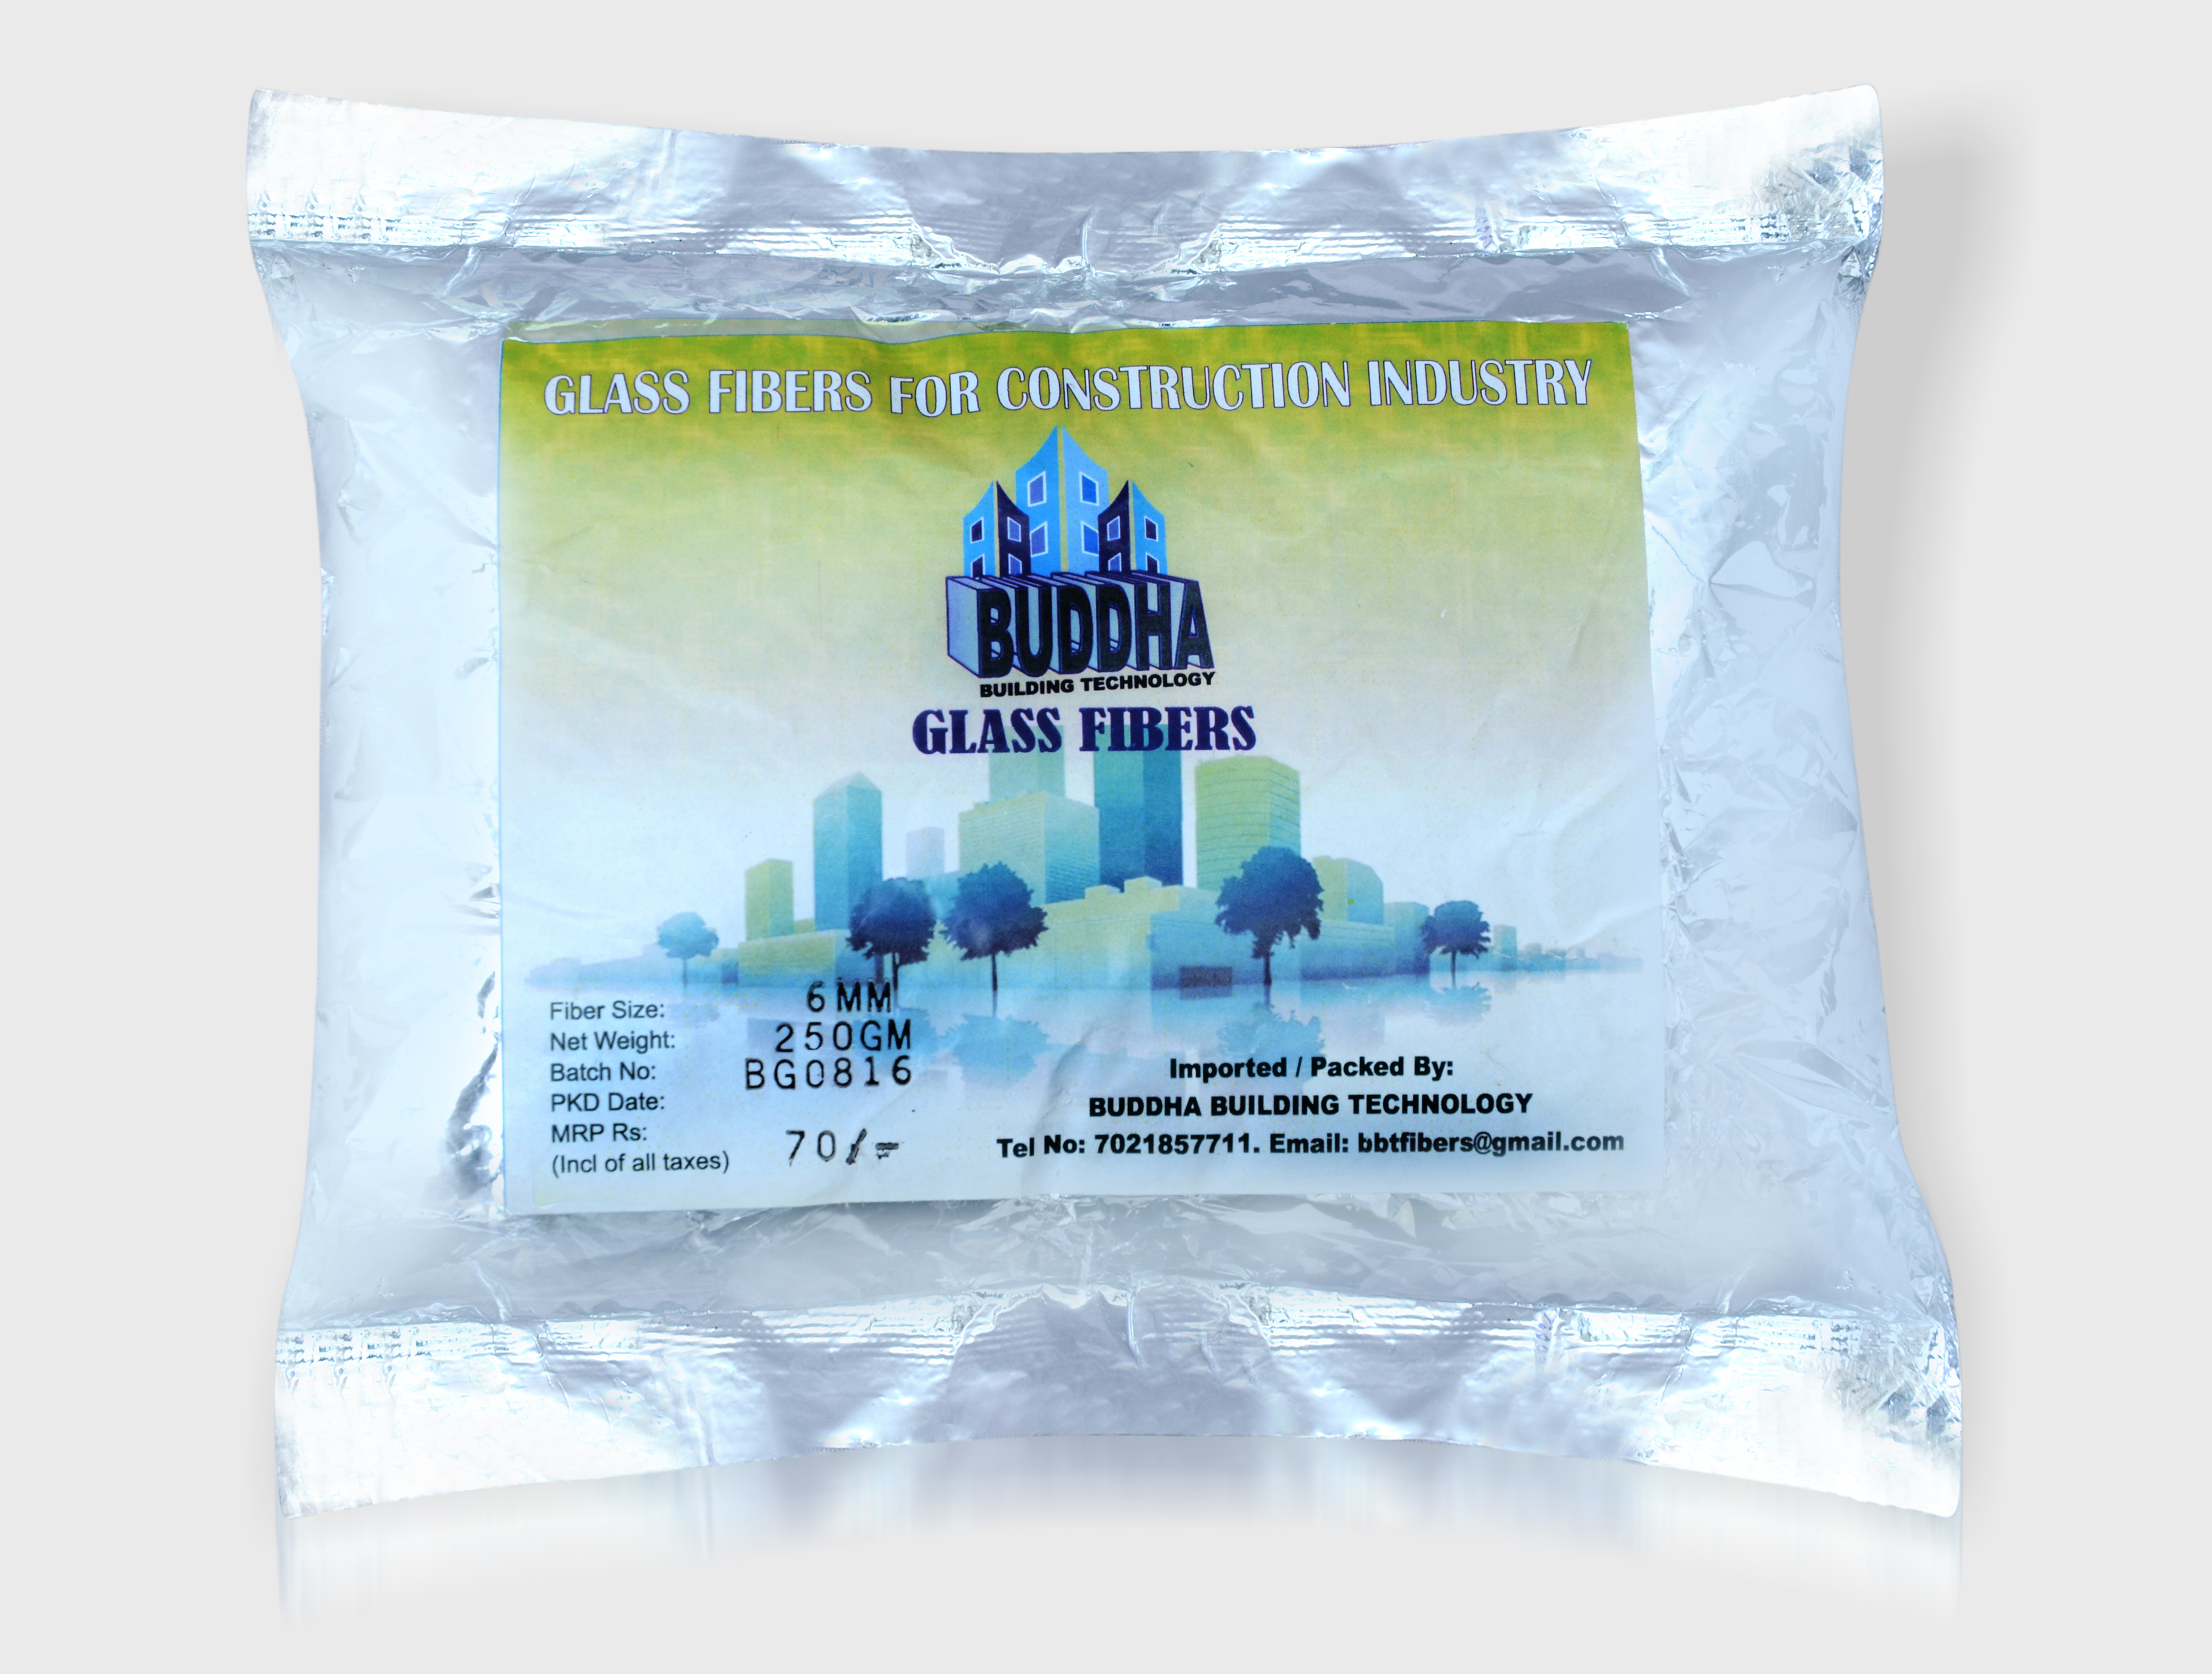 GLASS FIBERS FOR CONSTRUCTION INDUSTRY
BUDDHA
BUILDING TECHNOLOGY
GLASS FIBERS
Fiber Size: 6 MM
Net Weight: 250GM
Batch No: BG0816
PKD Date:
MRP Rs:
(Incl of all taxes) 70/=
Imported / Packed By:
BUDDHA BUILDING TECHNOLOGY
Tel No: 7021857711. Email: bbtfibers@gmail.com